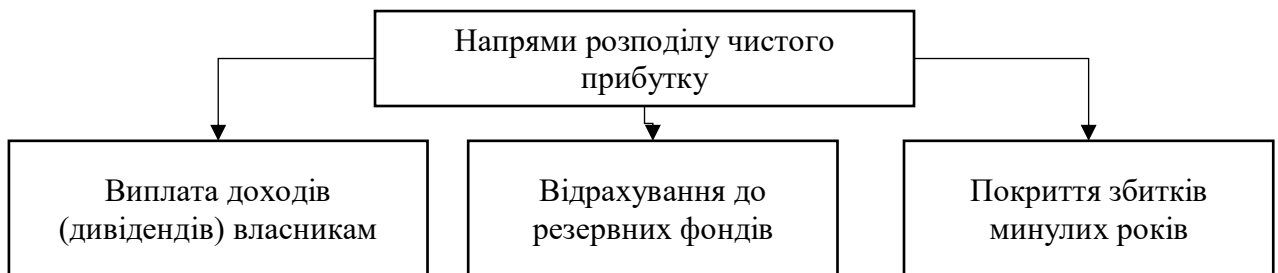 Напрями розподілу чистого
прибутку
Виплата доходів
(дивідендів) власникам
Відрахування до
резервних фондів
Покриття збитків
минулих років